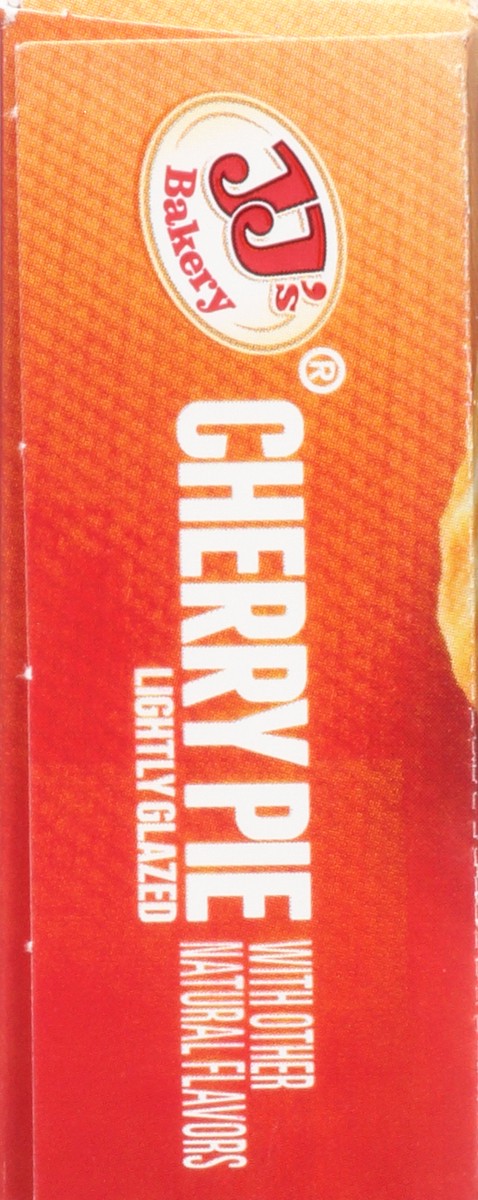 JJ's
Bakery
®
CHERRY PIE
WITH OTHER
NATURAL FLAVORS
LIGHTLY GLAZED